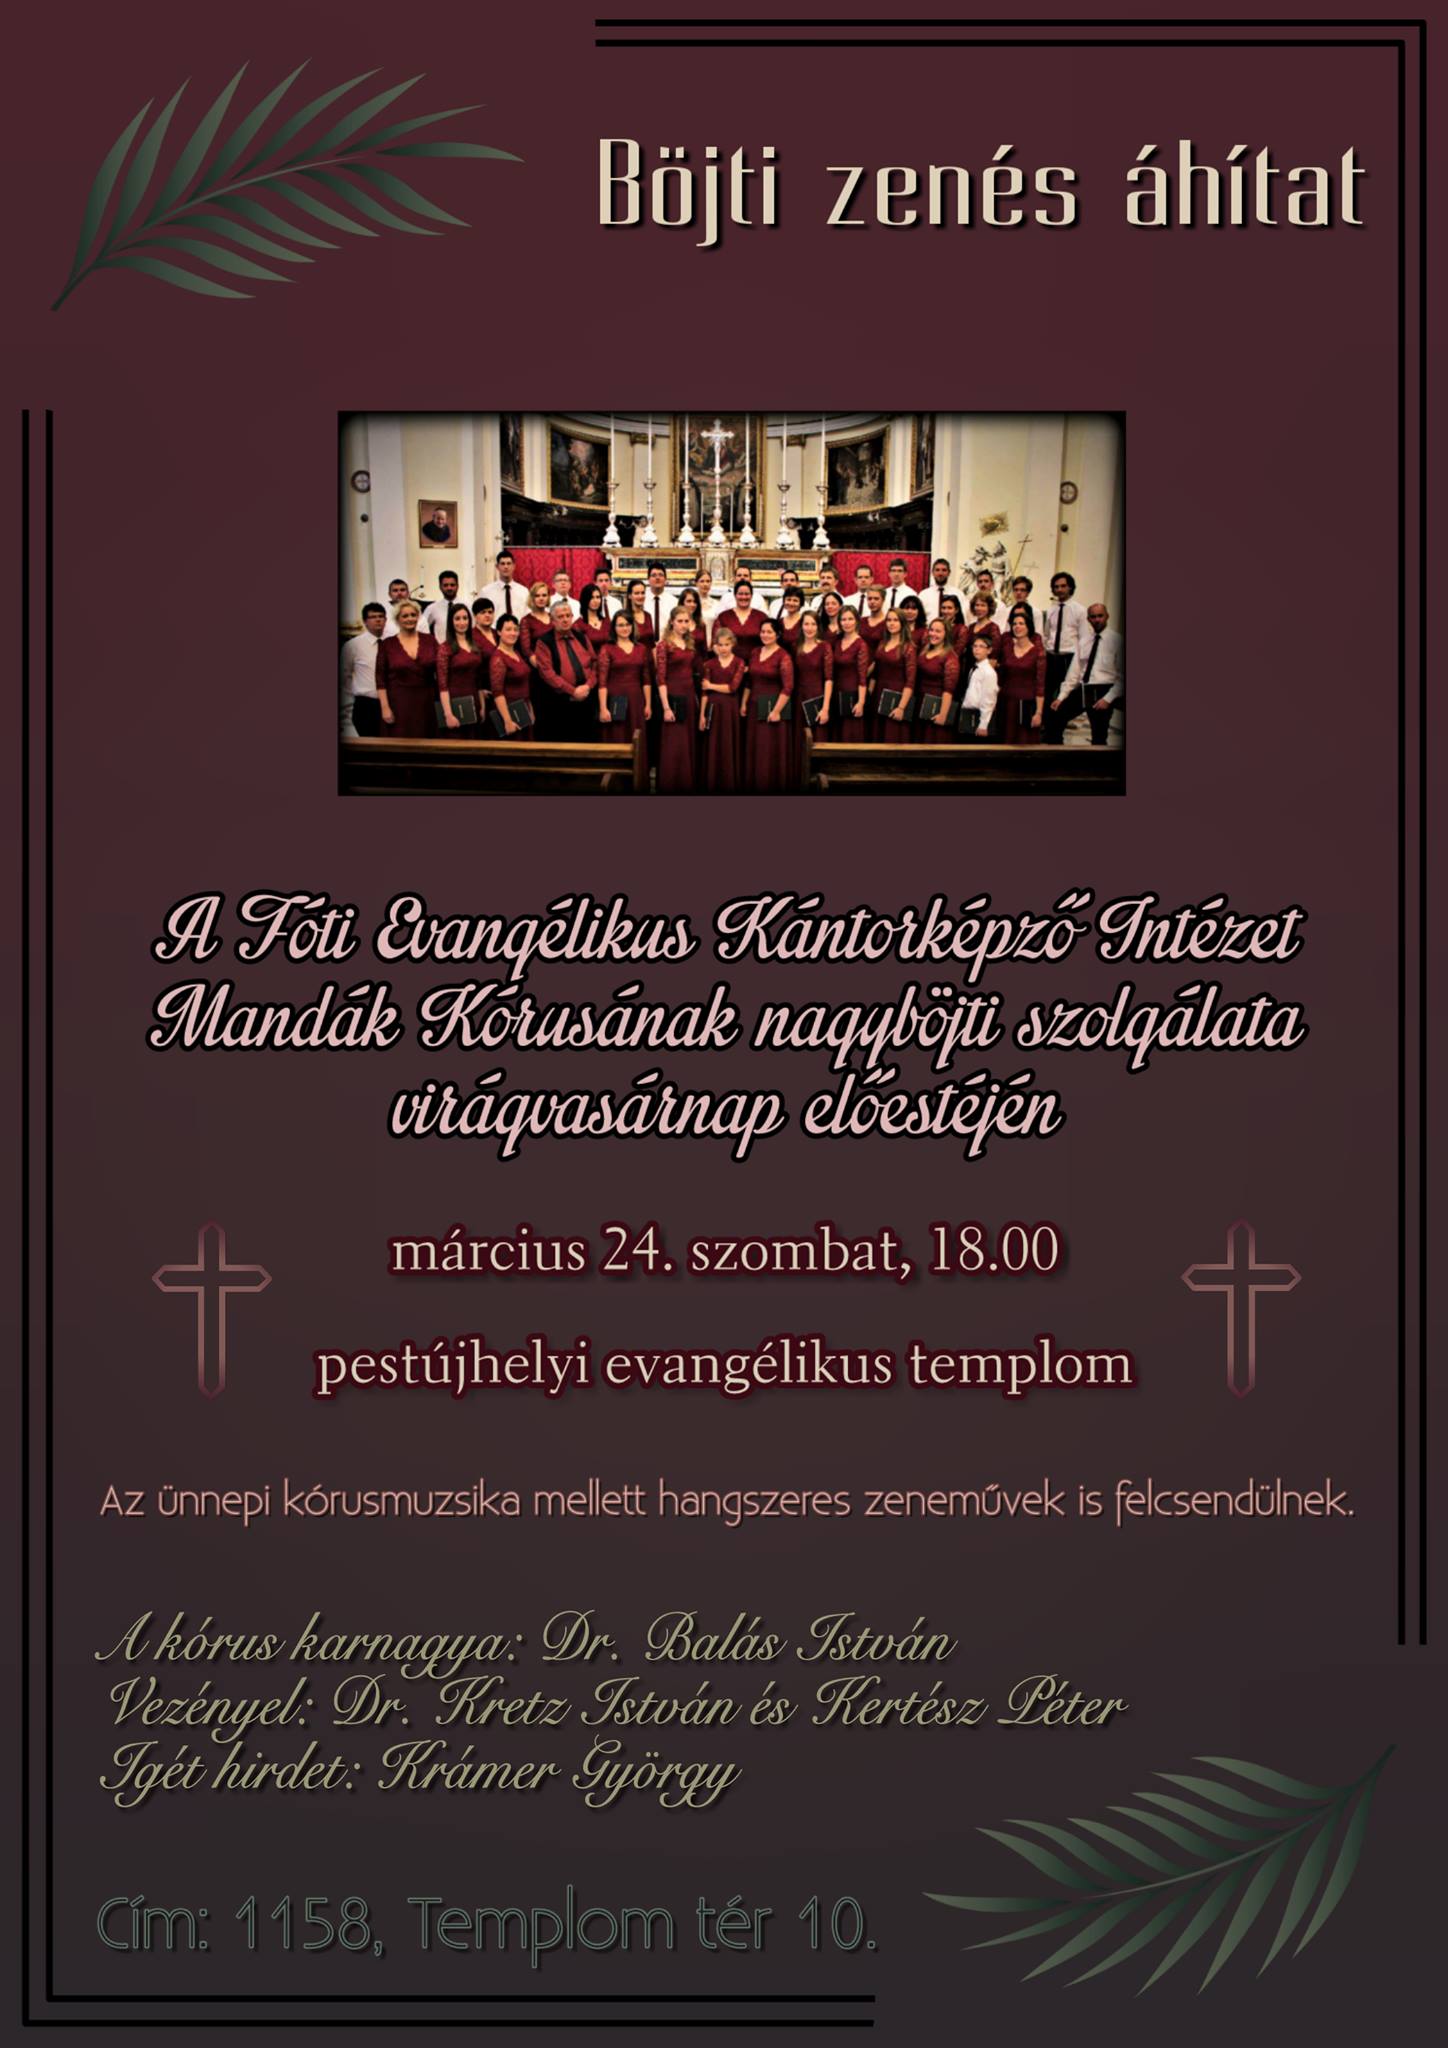 Böjti zenés áhítat
A Fóti Evangélikus Kántorképző Intézet
Mandák Kórusának nagyböjti szolgálata
virágvasárnap előestéjén
március 24. szombat, 18.00
pestújhelyi evangélikus templom
Az ünnepi kórusmuzsika mellett hangszeres zeneművek is felcsendülnek.
A kórus karnagya: Dr. Balás István
Vezényel: Dr. Kretz István és Kertész Péter
Igét hirdet: Krámer György
Cím: 1158, Templom tér 10.